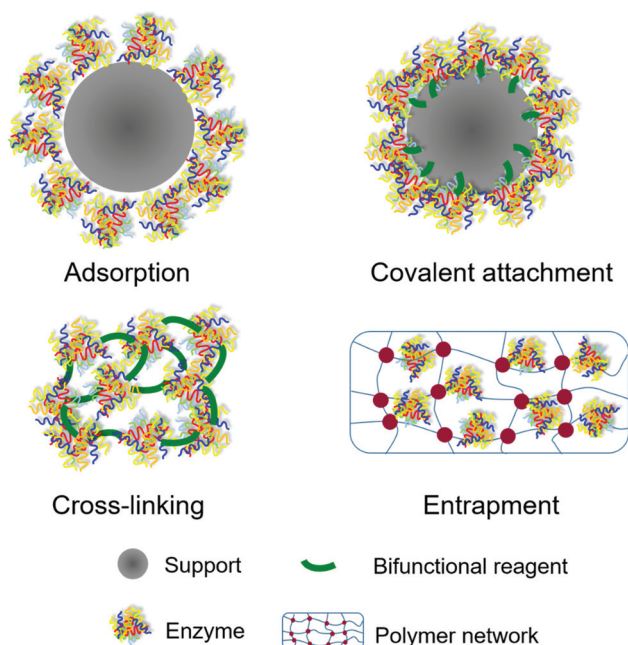 Adsorption
Covalent attachment
Cross-linking
Entrapment
Support
Bifunctional reagent
Enzyme
Polymer network